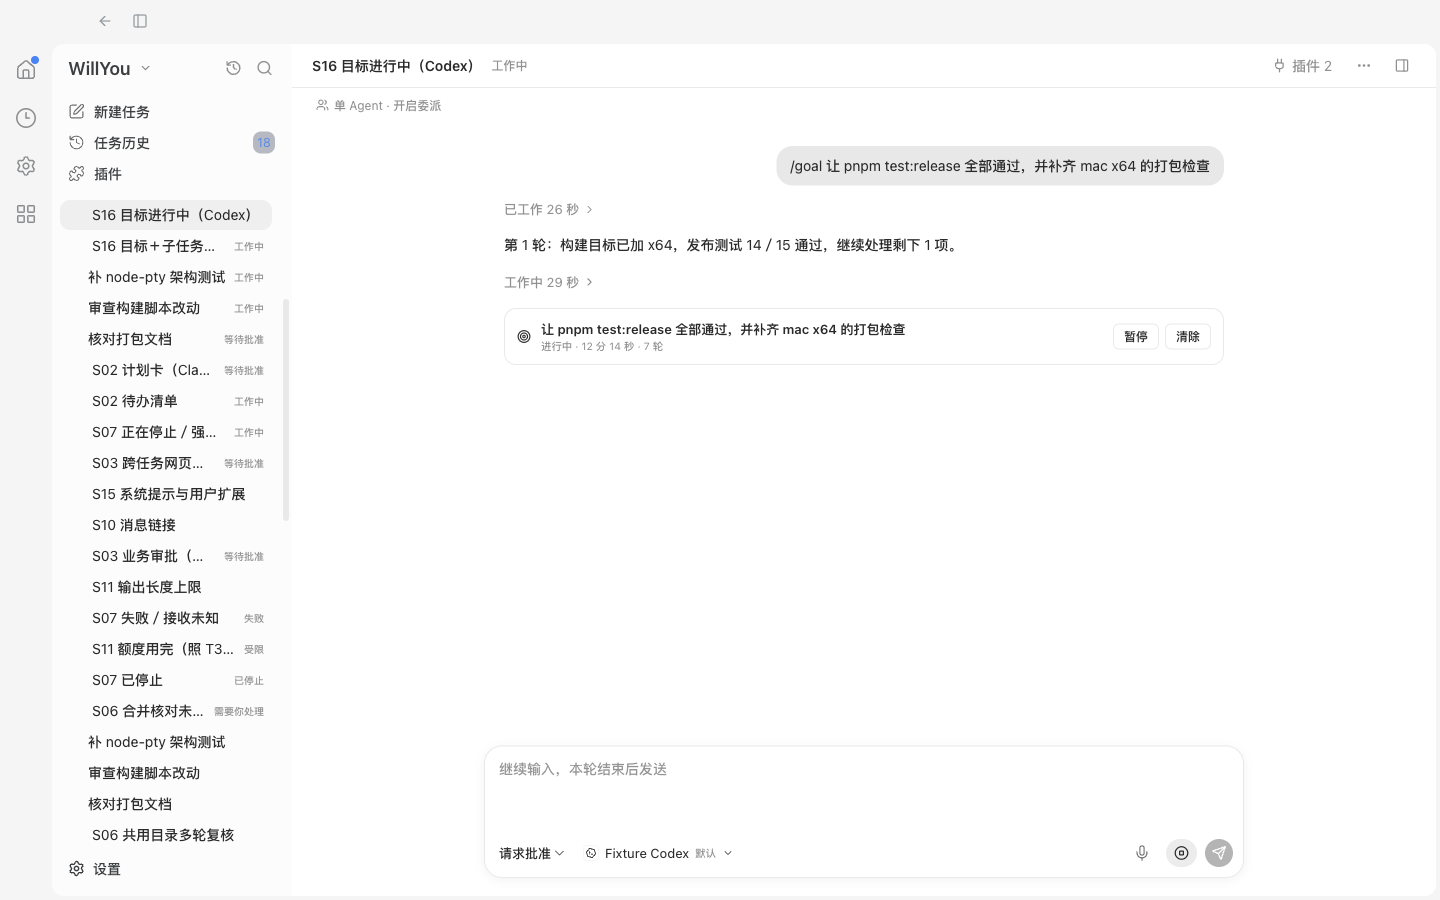 WillYou
新建任务
任务历史
18
插件
S16 目标进行中（Codex）
S16 目标＋子任务... 工作中
补 node-pty 架构测试 工作中
审查构建脚本改动 工作中
核对打包文档 等待批准
S02 计划卡（Cla... 等待批准
S02 待办清单 工作中
S07 正在停止 / 强... 工作中
S03 跨任务网页... 等待批准
S15 系统提示与用户扩展
S10 消息链接
S03 业务审批（... 等待批准
S11 输出长度上限
S07 失败 / 接收未知 失败
S11 额度用完（照 T3... 受限
S07 已停止 已停止
S06 合并核对未... 需要你处理
补 node-pty 架构测试
审查构建脚本改动
核对打包文档
S06 共用目录多轮复核
设置
S16 目标进行中（Codex） 工作中
插件 2
单 Agent · 开启委派
/goal 让 pnpm test:release 全部通过，并补齐 mac x64 的打包检查
已工作 26 秒
第 1 轮：构建目标已加 x64，发布测试 14 / 15 通过，继续处理剩下 1 项。
工作中 29 秒
让 pnpm test:release 全部通过，并补齐 mac x64 的打包检查
进行中 · 12 分 14 秒 · 7 轮
暂停 清除
继续输入，本轮结束后发送
请求批准 Fixture Codex 默认